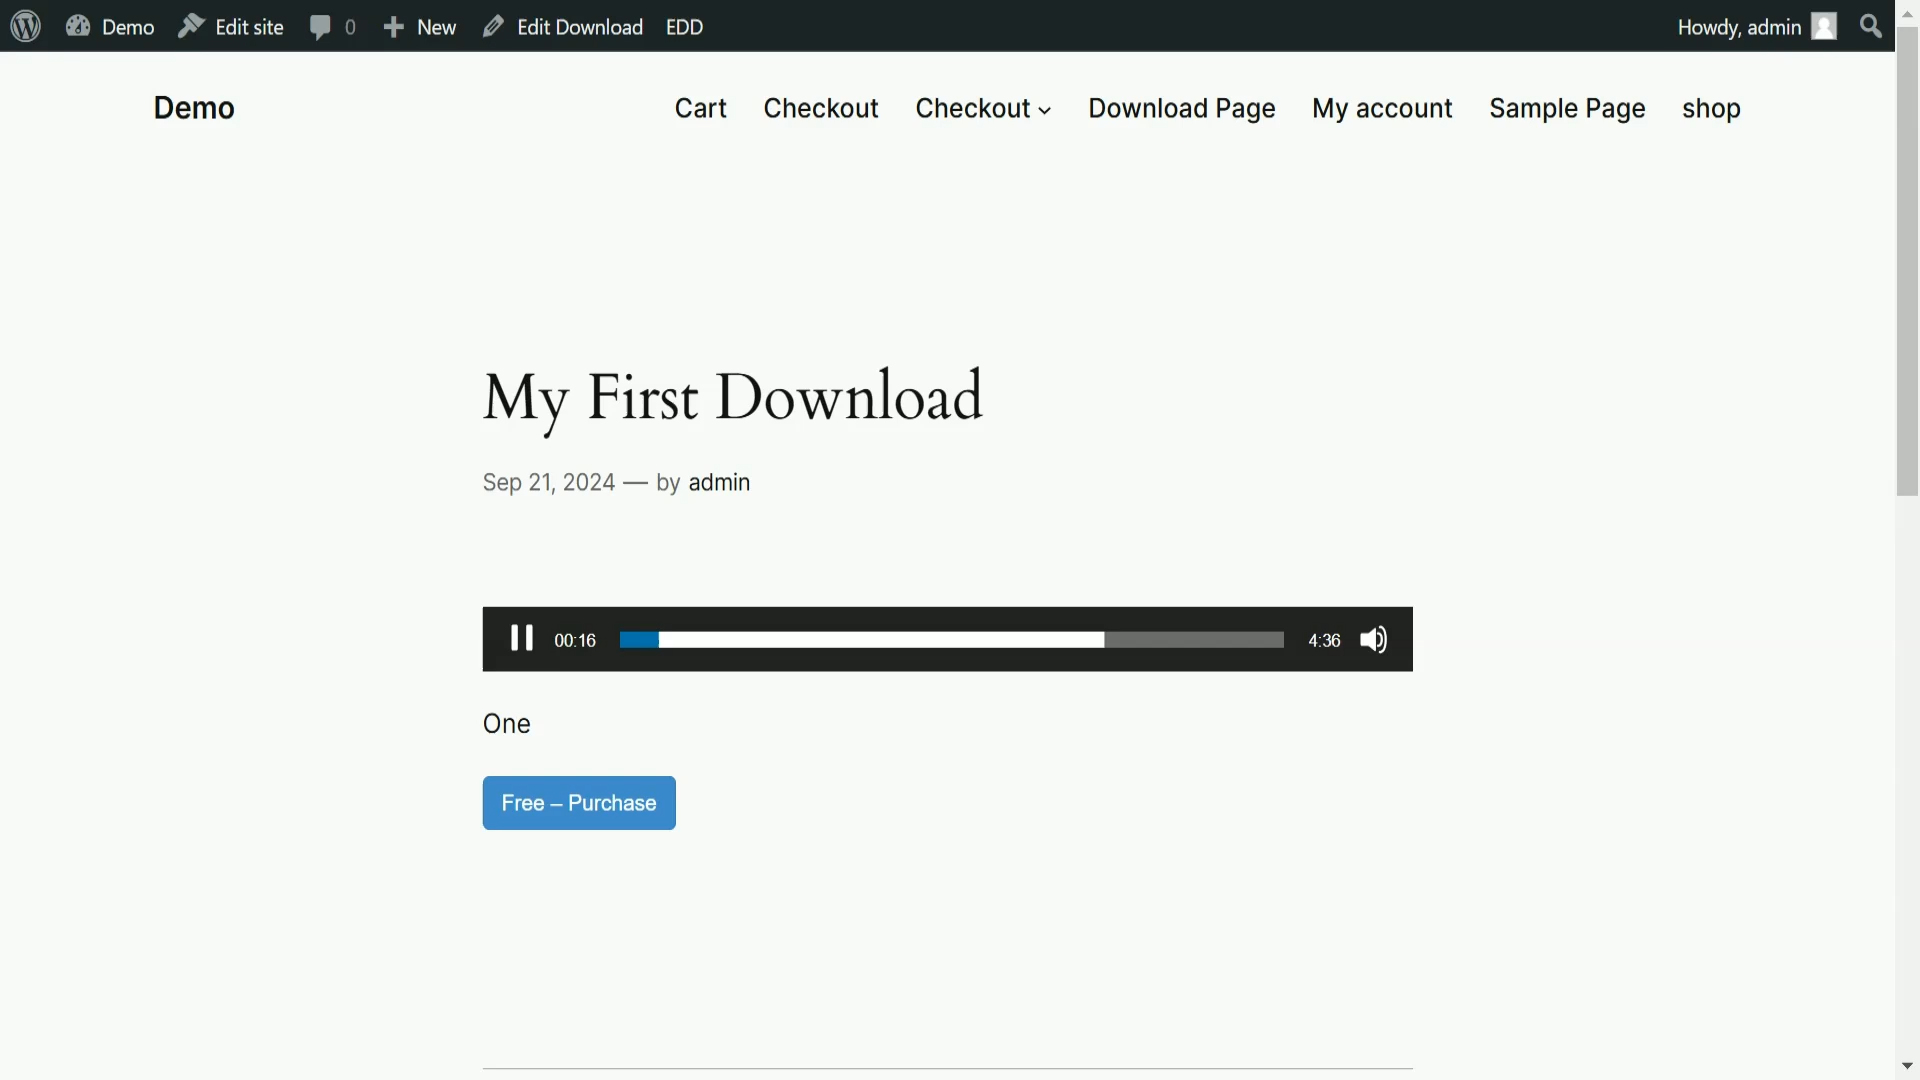 Demo Edit site 0 New Edit Download EDD Howdy, admin
Demo Cart Checkout Checkout Download Page My account Sample Page shop
My First Download
Sep 21, 2024 — by admin
00:16 4:36
One
Free – Purchase